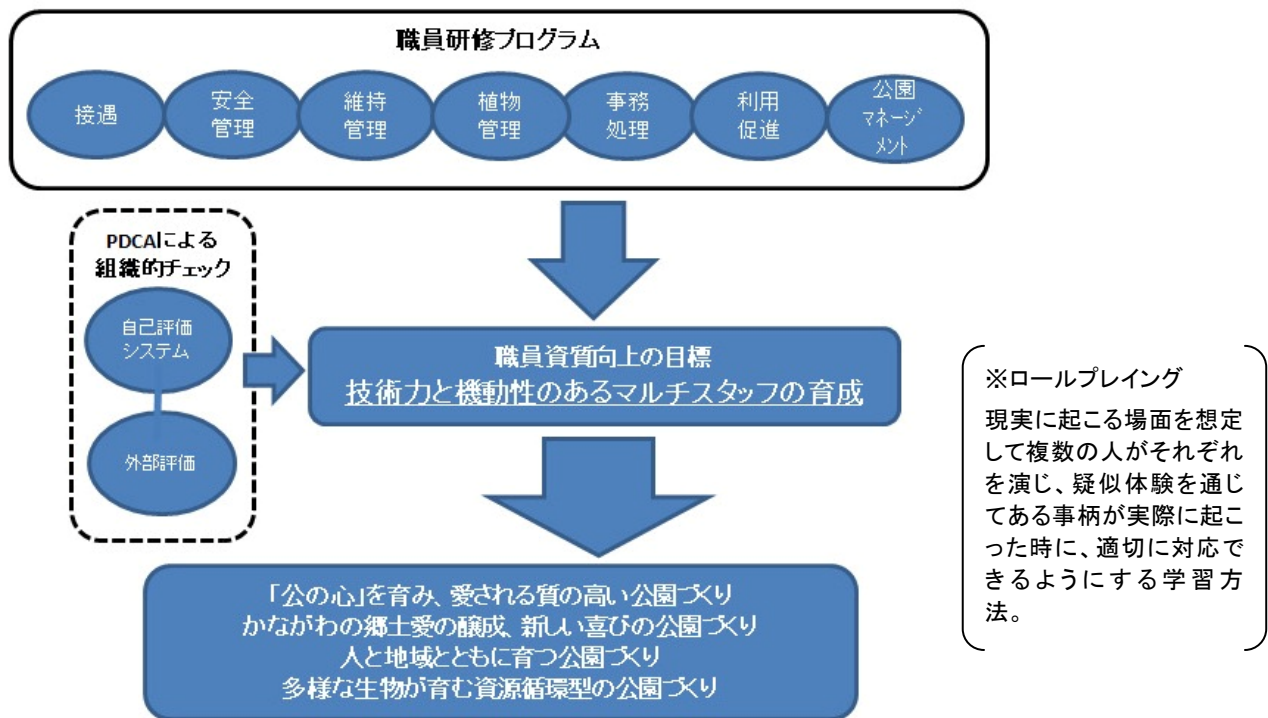 職員研修プログラム
接遇
安全
管理
維持
管理
植物
管理
事務
処理
利用
促進
公園
マネージ
メント
PDCAによる
組織的チェック
自己評価
システム
外部評価
職員資質向上の目標
技術力と機動性のあるマルチスタッフの育成
「公の心」を育み、愛される質の高い公園づくり
かながわの郷土愛の醸成、新しい喜びの公園づくり
人と地域とともに育つ公園づくり
多様な生物が育む資源循環型の公園づくり
※ロールプレイング
現実に起こる場面を想定
して複数の人がそれぞれ
を演じ、疑似体験を通じ
てある事柄が実際に起こ
った時に、適切に対応で
きるようにする学習方
法。